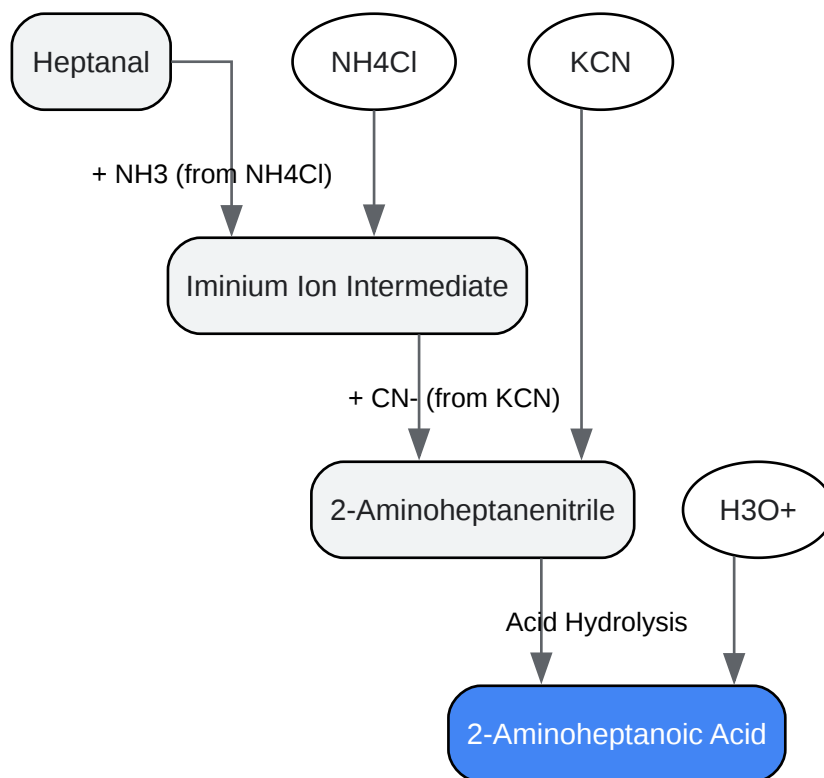 Heptanal
NH4Cl
KCN
+ NH3 (from NH4Cl)
Iminium Ion Intermediate
+ CN- (from KCN)
2-Aminoheptanenitrile
H3O+
Acid Hydrolysis
2-Aminoheptanoic Acid